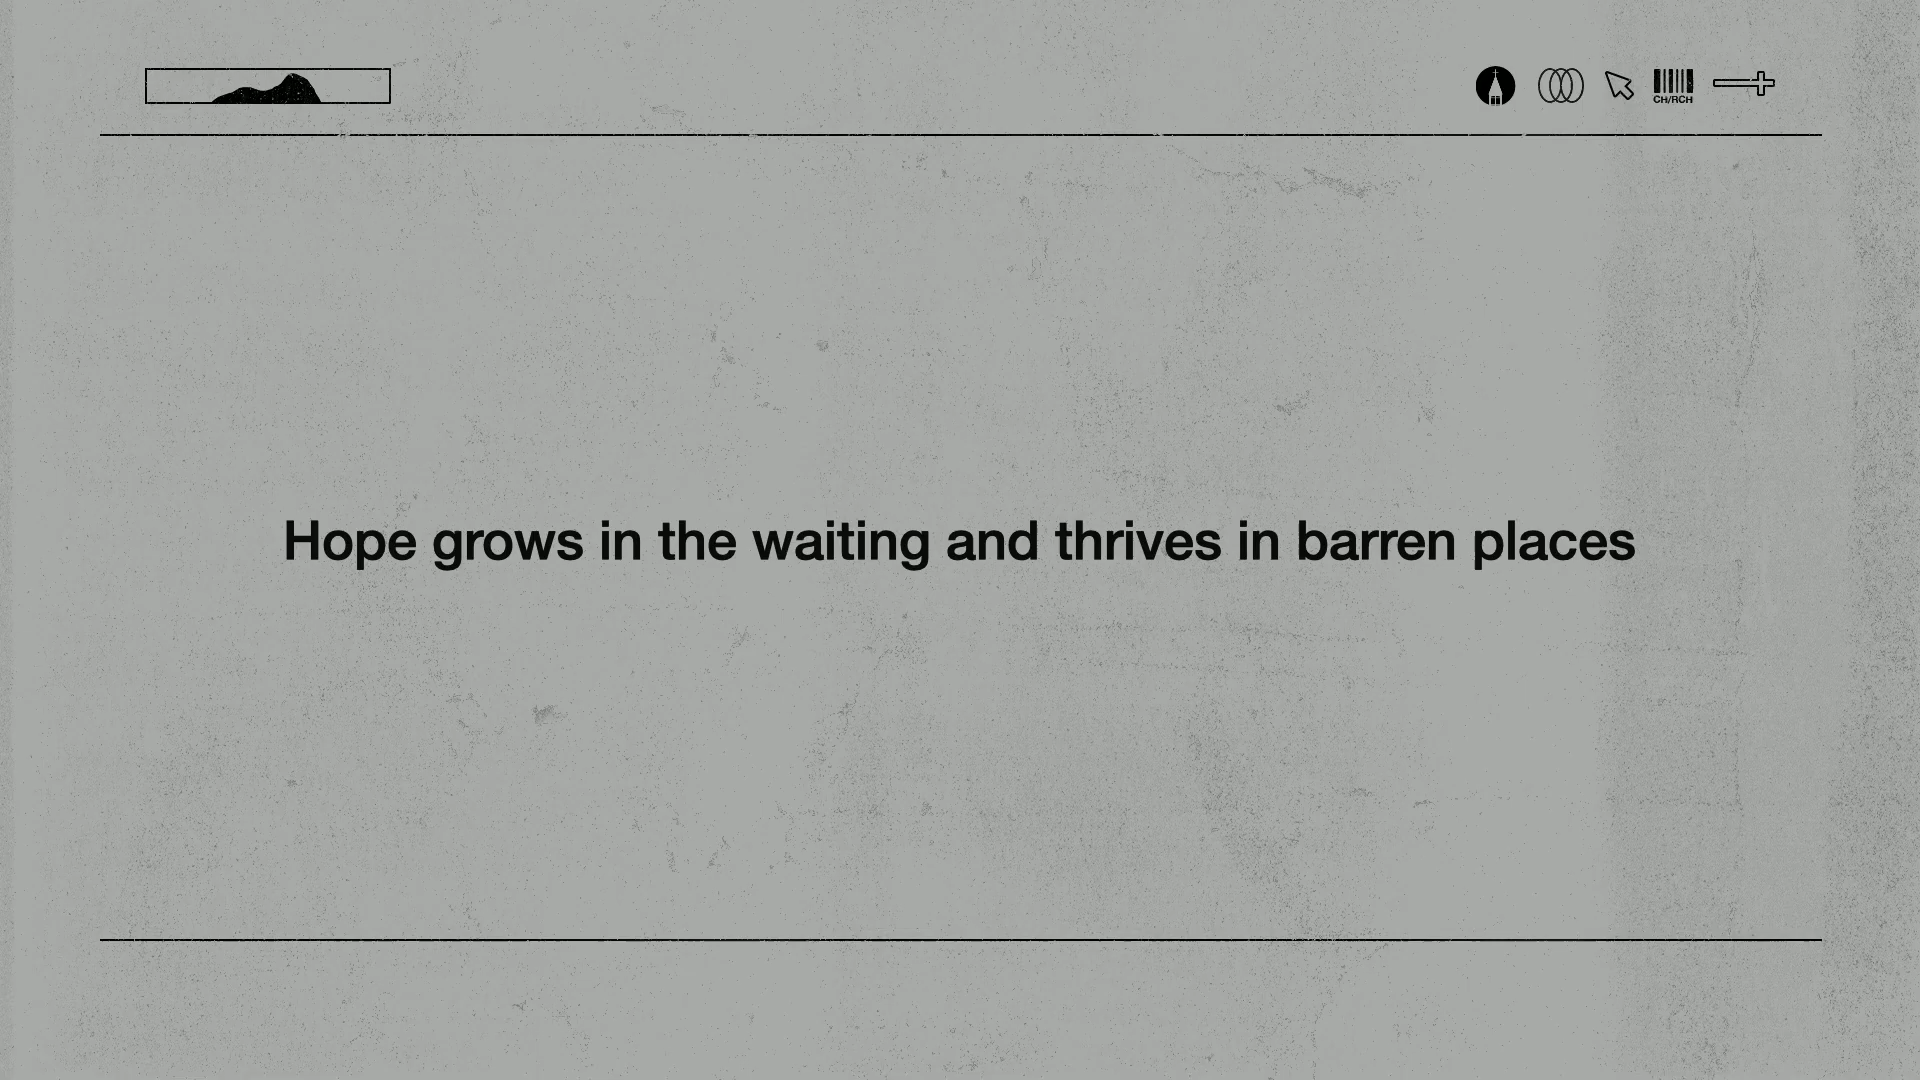 CH/RCH
Hope grows in the waiting and thrives in barren places